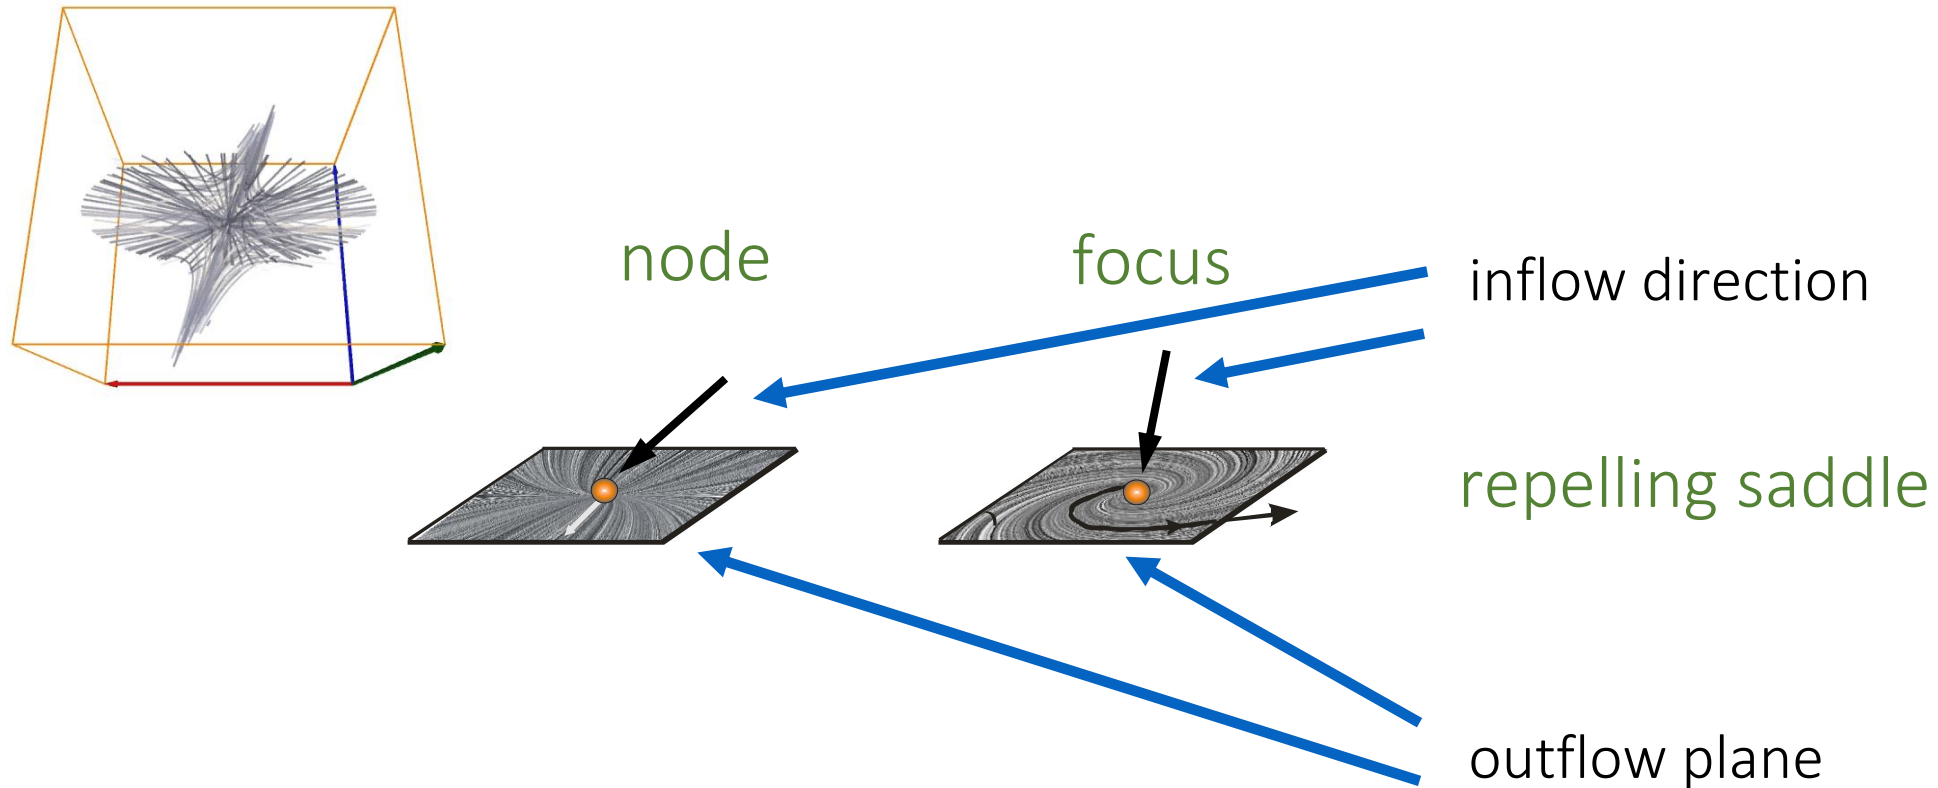 node
focus
inflow direction
repelling saddle
outflow plane